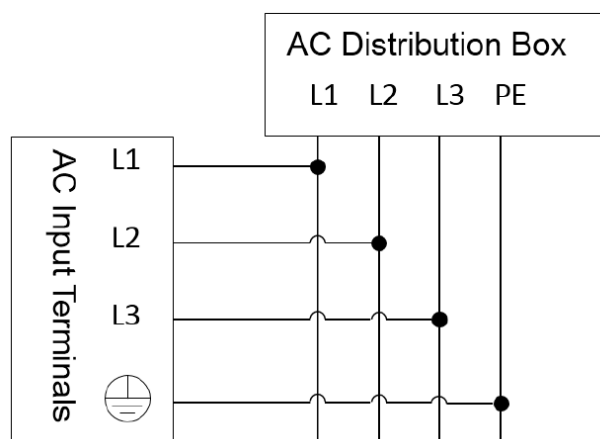 AC Distribution Box
L1 L2 L3 PE
AC Input Terminals
L1
L2
L3